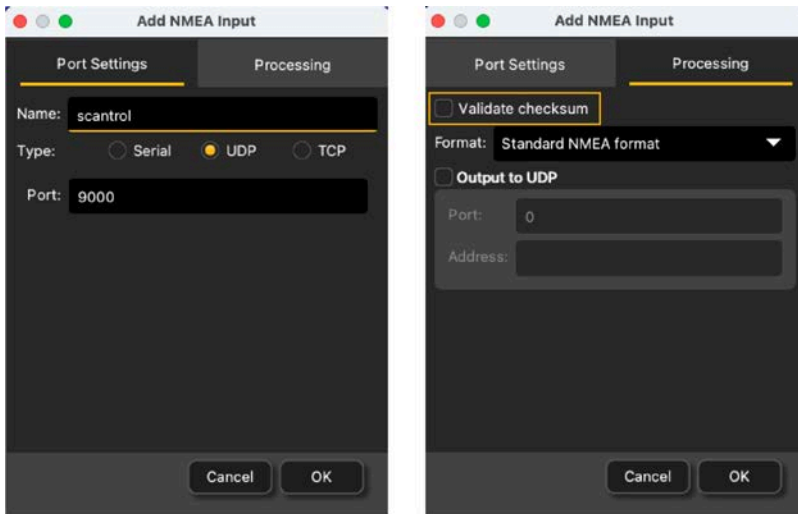 Add NMEA Input
Port Settings Processing
Name: scantrol
Type: Serial UDP TCP
Port: 9000
Cancel OK
Add NMEA Input
Port Settings Processing
Validate checksum
Format: Standard NMEA format
Output to UDP
Port: 0
Address:
Cancel OK